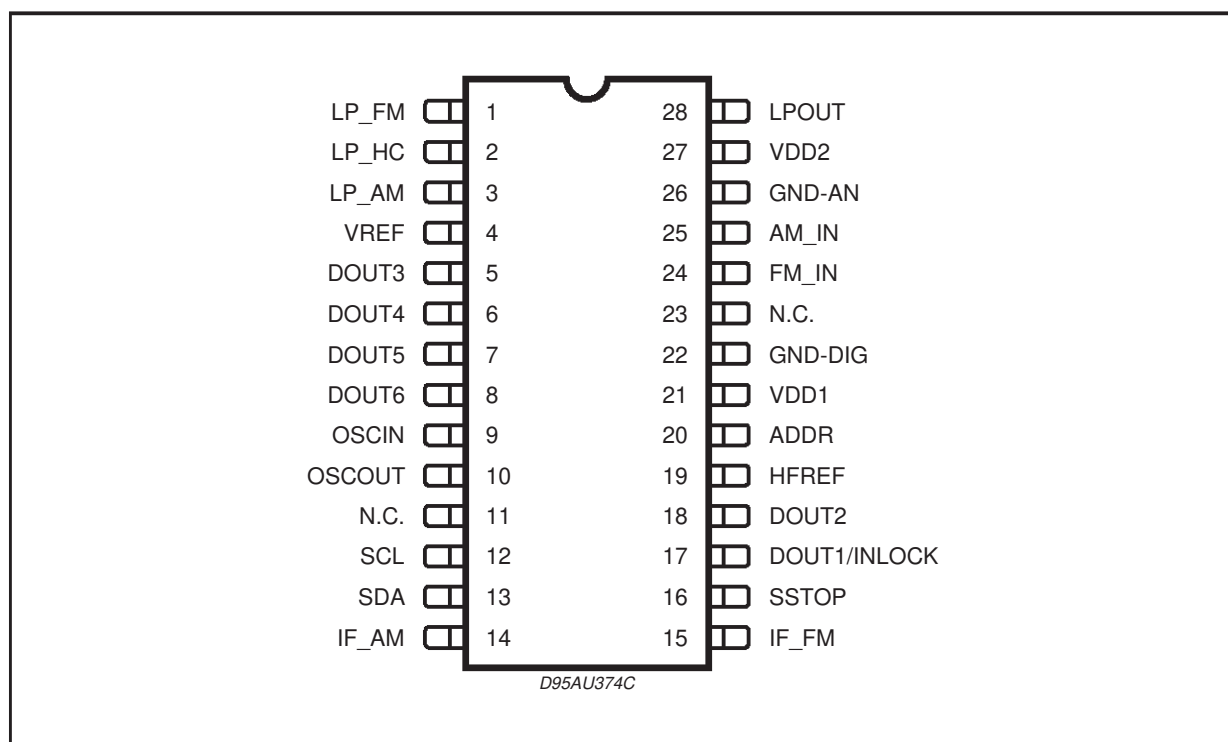 LP_FM 1 28 LPOUT
LP_HC 2 27 VDD2
LP_AM 3 26 GND-AN
VREF 4 25 AM_IN
DOUT3 5 24 FM_IN
DOUT4 6 23 N.C.
DOUT5 7 22 GND-DIG
DOUT6 8 21 VDD1
OSCIN 9 20 ADDR
OSCOUT 10 19 HFREF
N.C. 11 18 DOUT2
SCL 12 17 DOUT1/INLOCK
SDA 13 16 SSTOP
IF_AM 14 15 IF_FM
D95AU374C